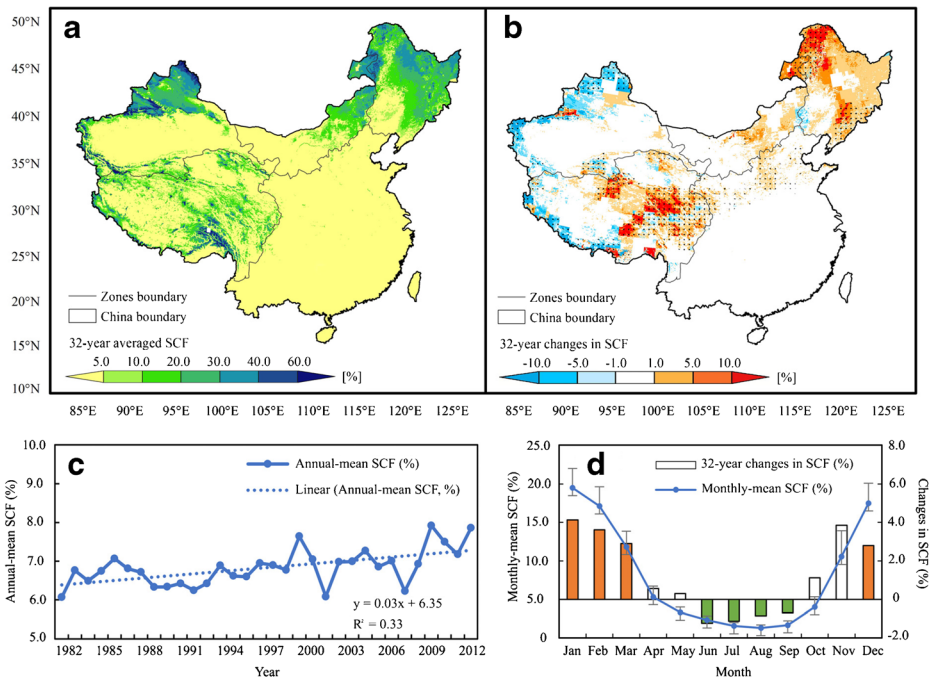 a
50°N
45°N
40°N
35°N
30°N
25°N
20°N
15°N
10°N
Zones boundary
China boundary
32-year averaged SCF
5.0 10.0 20.0 30.0 40.0 60.0
[%]
85°E 90°E 95°E 100°E 105°E 110°E 115°E 120°E 125°E
b
Zones boundary
China boundary
32-year changes in SCF
-10.0 -5.0 -1.0 1.0 5.0 10.0
[%]
85°E 90°E 95°E 100°E 105°E 110°E 115°E 120°E 125°E
c
Annual-mean SCF (%)
10.0
9.0
8.0
7.0
6.0
5.0
Annual-mean SCF (%)
Linear (Annual-mean SCF, %)
y = 0.03x + 6.35
R² = 0.33
1982 1985 1988 1991 1994 1997 2000 2003 2006 2009 2012
Year
d
Monthly-mean SCF (%)
25.0
20.0
15.0
10.0
5.0
0
32-year changes in SCF (%)
Monthly-mean SCF (%)
8.0
6.0
4.0
2.0
0
-2.0
Changes in SCF (%)
Jan Feb Mar Apr May Jun Jul Aug Sep Oct Nov Dec
Month